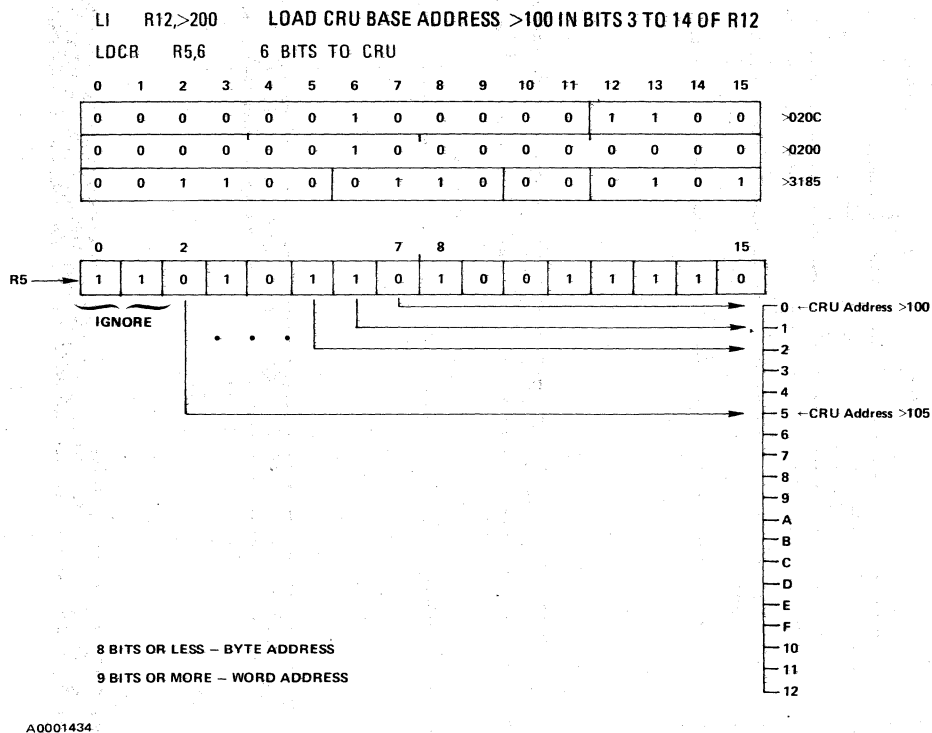 LI R12,>200 LOAD CRU BASE ADDRESS >100 IN BITS 3 TO 14 OF R12
LDCR R5,6 6 BITS TO CRU
0 1 2 3 4 5 6 7 8 9 10 11 12 13 14 15
0 0 0 0 0 0 1 0 0 0 0 0 1 1 0 0 >020C
0 0 0 0 0 0 1 0 0 0 0 0 0 0 0 0 >0200
0 0 1 1 0 0 0 1 1 0 0 0 0 1 0 1 >3185
0 2 7 8 15
R5 1 1 0 1 0 1 1 0 1 0 0 1 1 1 1 0
IGNORE
0 ←CRU Address >100
1
2
3
4
5 ←CRU Address >105
6
7
8
9
A
B
C
D
E
F
10
11
12
8 BITS OR LESS – BYTE ADDRESS
9 BITS OR MORE – WORD ADDRESS
A0001434